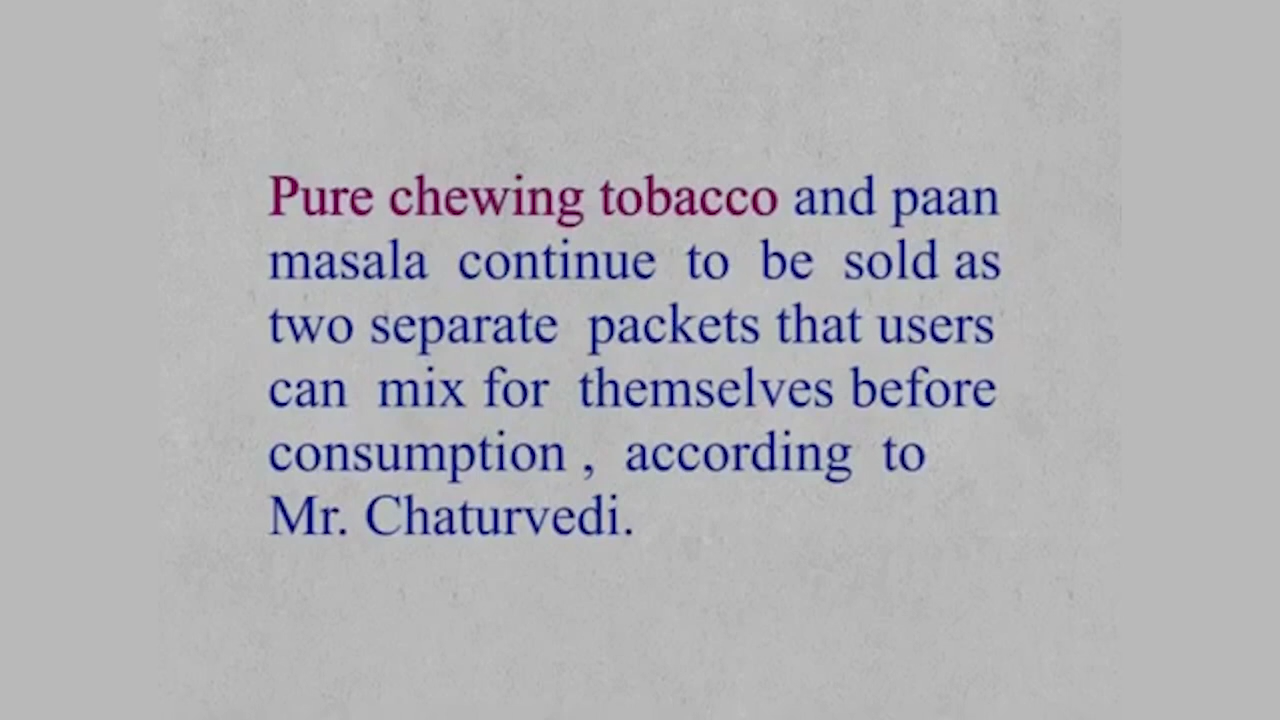 Pure chewing tobacco and paan
masala continue to be sold as
two separate packets that users
can mix for themselves before
consumption , according to
Mr. Chaturvedi.